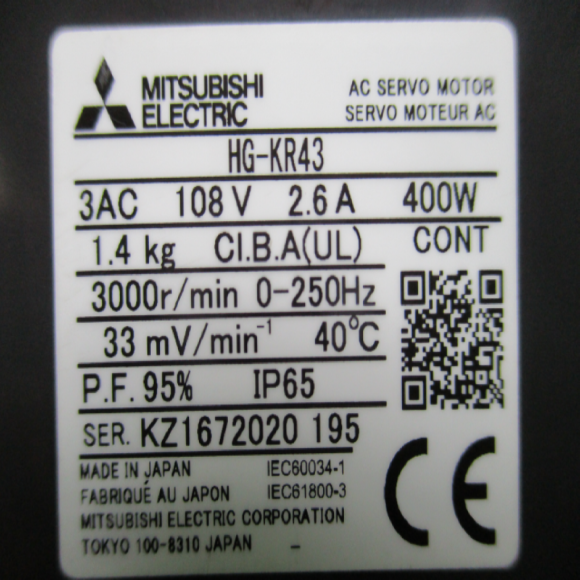 MITSUBISHI
ELECTRIC
AC SERVO MOTOR
SERVO MOTEUR AC
HG-KR43
3AC 108 V 2.6 A 400W
1.4 kg CI.B.A(UL) CONT
3000r/min 0-250Hz
33 mV/min⁻¹ 40°C
P.F. 95% IP65
SER. KZ1672020 195
MADE IN JAPAN IEC60034-1
FABRIQUÉ AU JAPON IEC61800-3
MITSUBISHI ELECTRIC CORPORATION
TOKYO 100-8310 JAPAN –
CE